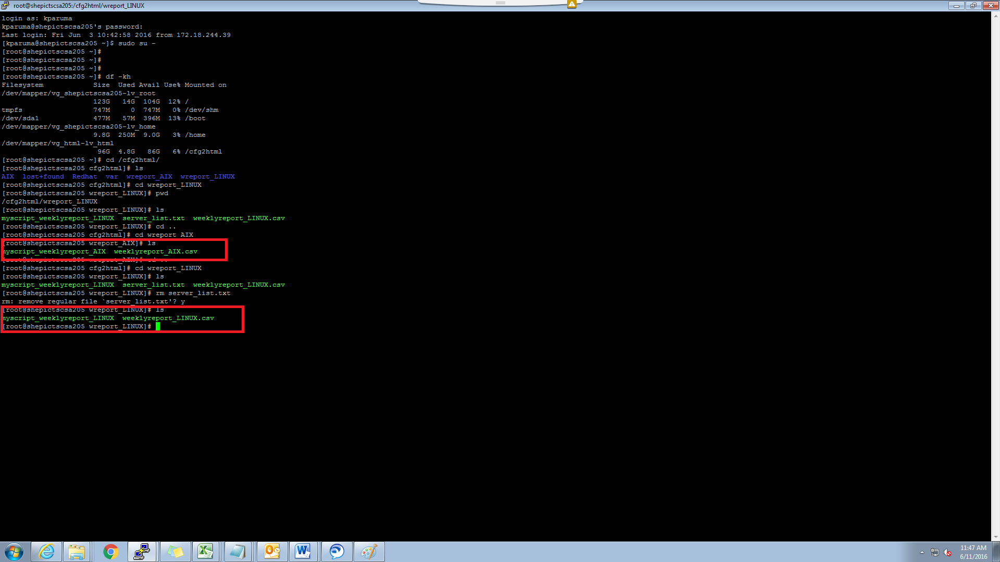 root@shepictscsa205:/cfg2html/wreport_LINUX
login as: kparuma
kparuma@shepictscsa205's password:
Last login: Fri Jun  3 10:42:58 2016 from 172.18.244.39
[kparuma@shepictscsa205 ~]$ sudo su -
[root@shepictscsa205 ~]#
[root@shepictscsa205 ~]#
[root@shepictscsa205 ~]#
[root@shepictscsa205 ~]# df -kh
Filesystem            Size  Used Avail Use% Mounted on
/dev/mapper/vg_shepictscsa205-lv_root
                      123G   14G  104G  12% /
tmpfs                 747M     0  747M   0% /dev/shm
/dev/sda1             477M   57M  396M  13% /boot
/dev/mapper/vg_shepictscsa205-lv_home
                      9.8G  250M  9.0G   3% /home
/dev/mapper/vg_html-lv_html
                       96G  4.8G   86G   6% /cfg2html
[root@shepictscsa205 ~]# cd /cfg2html/
[root@shepictscsa205 cfg2html]# ls
AIX  lost+found  Redhat  var  wreport_AIX  wreport_LINUX
[root@shepictscsa205 cfg2html]# cd wreport_LINUX
[root@shepictscsa205 wreport_LINUX]# pwd
/cfg2html/wreport_LINUX
[root@shepictscsa205 wreport_LINUX]# ls
myscript_weeklyreport_LINUX  server_list.txt  weeklyreport_LINUX.csv
[root@shepictscsa205 wreport_LINUX]# cd ..
[root@shepictscsa205 cfg2html]# cd wreport AIX
[root@shepictscsa205 wreport_AIX]# ls
myscript_weeklyreport_AIX  weeklyreport_AIX.csv
[root@shepictscsa205 wreport_AIX]# cd ..
[root@shepictscsa205 cfg2html]# cd wreport_LINUX
[root@shepictscsa205 wreport_LINUX]# ls
myscript_weeklyreport_LINUX  server_list.txt  weeklyreport_LINUX.csv
[root@shepictscsa205 wreport_LINUX]# rm server_list.txt
rm: remove regular file `server_list.txt'? y
[root@shepictscsa205 wreport_LINUX]# ls
myscript_weeklyreport_LINUX  weeklyreport_LINUX.csv
[root@shepictscsa205 wreport_LINUX]#
11:47 AM
6/11/2016